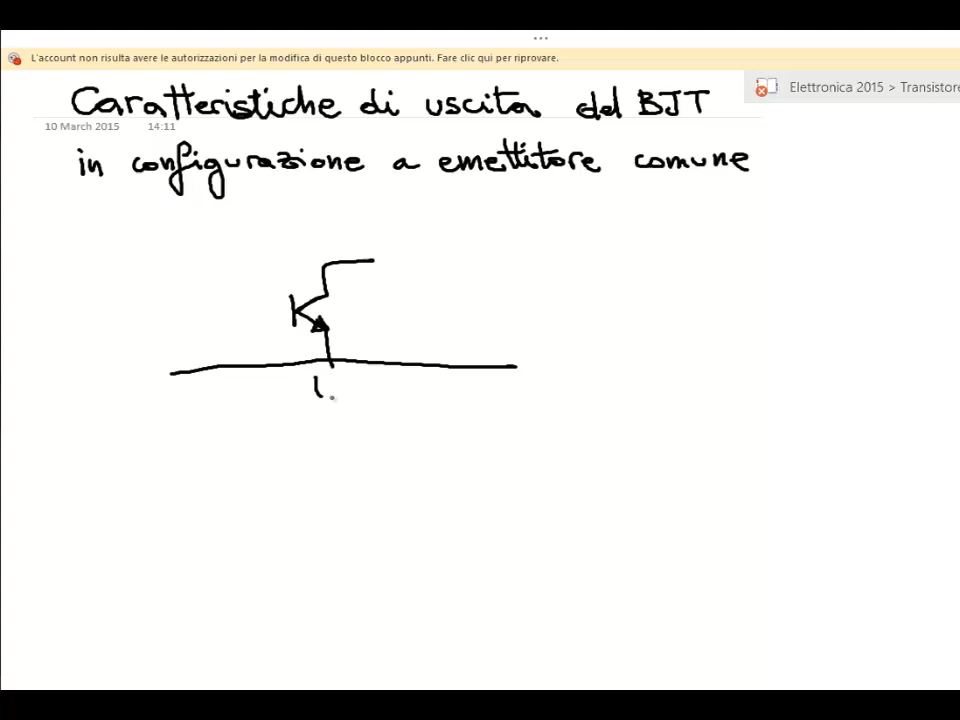 ...
L'account non risulta avere le autorizzazioni per la modifica di questo blocco appunti. Fare clic qui per riprovare.
Elettronica 2015 > Transistore
Caratteristiche di uscita del BJT
10 March 2015 14:11
in configurazione a emettitore comune